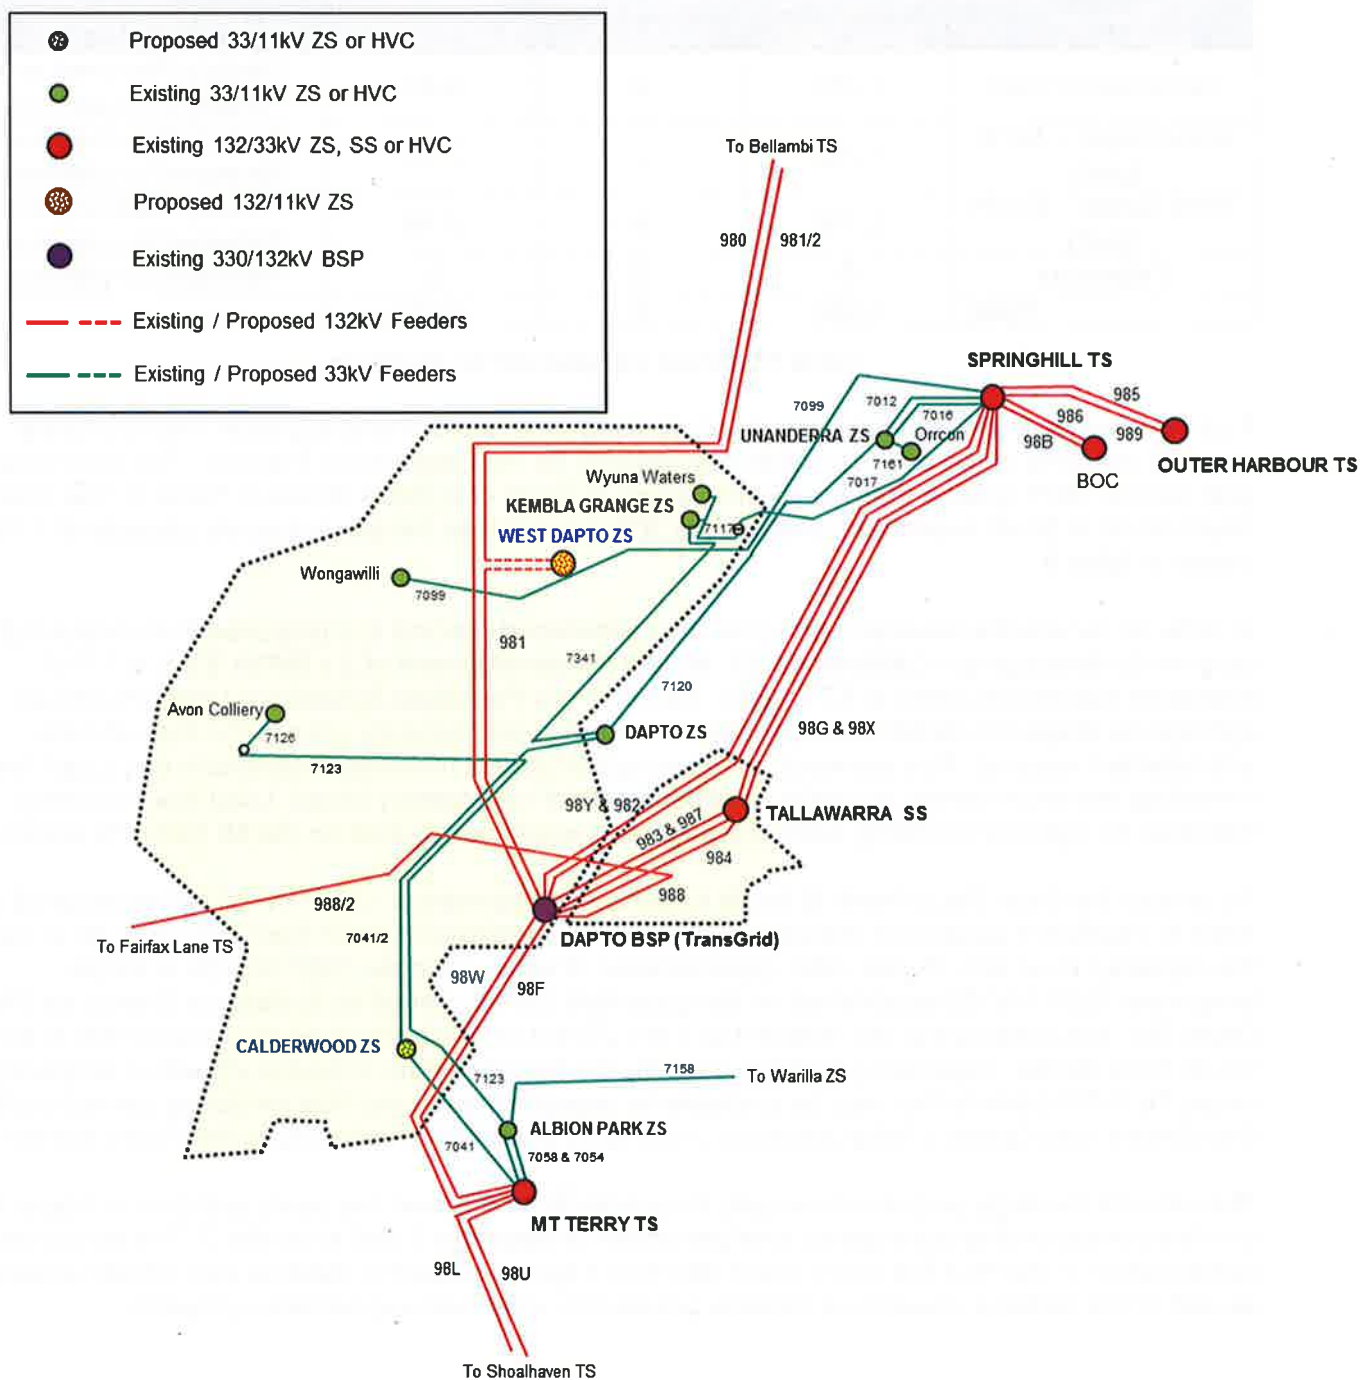 Proposed 33/11kV ZS or HVC
Existing 33/11kV ZS or HVC
Existing 132/33kV ZS, SS or HVC
Proposed 132/11kV ZS
Existing 330/132kV BSP
Existing / Proposed 132kV Feeders
Existing / Proposed 33kV Feeders
To Bellambi TS
980
981/2
SPRINGHILL TS
7099
7012
7016
985
986
989
98B
UNANDERRA ZS
Orrcon
7161
7017
OUTER HARBOUR TS
BOC
Wyuna Waters
KEMBLA GRANGE ZS
7117
WEST DAPTO ZS
Wongawilli
7099
981
7341
7120
Avon Colliery
7126
7123
DAPTO ZS
98G & 98X
98Y & 982
983 & 987
984
TALLAWARRA SS
988
988/2
To Fairfax Lane TS
7041/2
DAPTO BSP (TransGrid)
98W
98F
CALDERWOOD ZS
7123
7158
To Warilla ZS
ALBION PARK ZS
7041
7058 & 7054
MT TERRY TS
98L
98U
To Shoalhaven TS